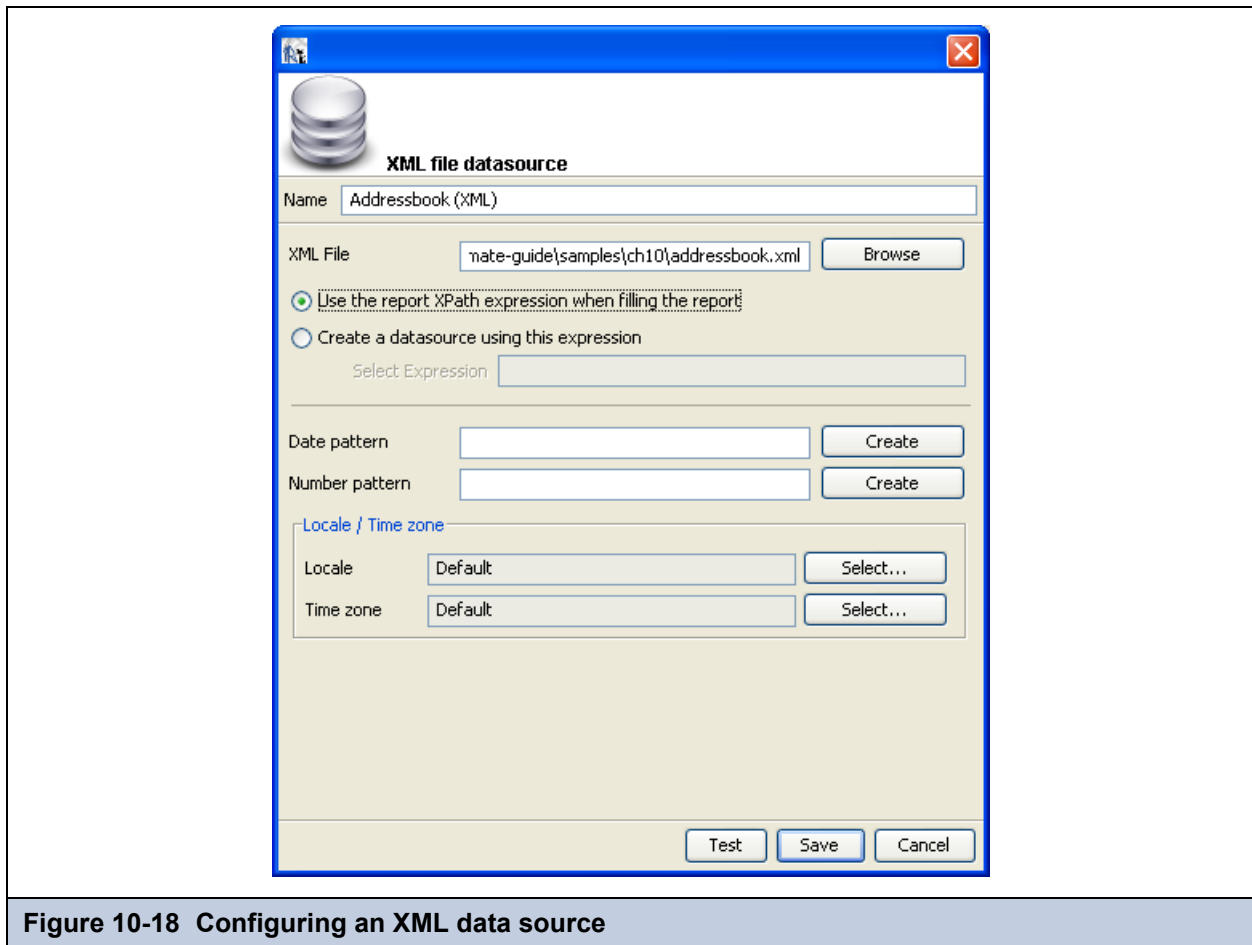 XML file datasource
Name Addressbook (XML)
XML File nate-guide\samples\ch10\addressbook.xml Browse
Use the report XPath expression when filling the report
Create a datasource using this expression
Select Expression
Date pattern Create
Number pattern Create
Locale / Time zone
Locale Default Select...
Time zone Default Select...
Test Save Cancel
Figure 10-18 Configuring an XML data source